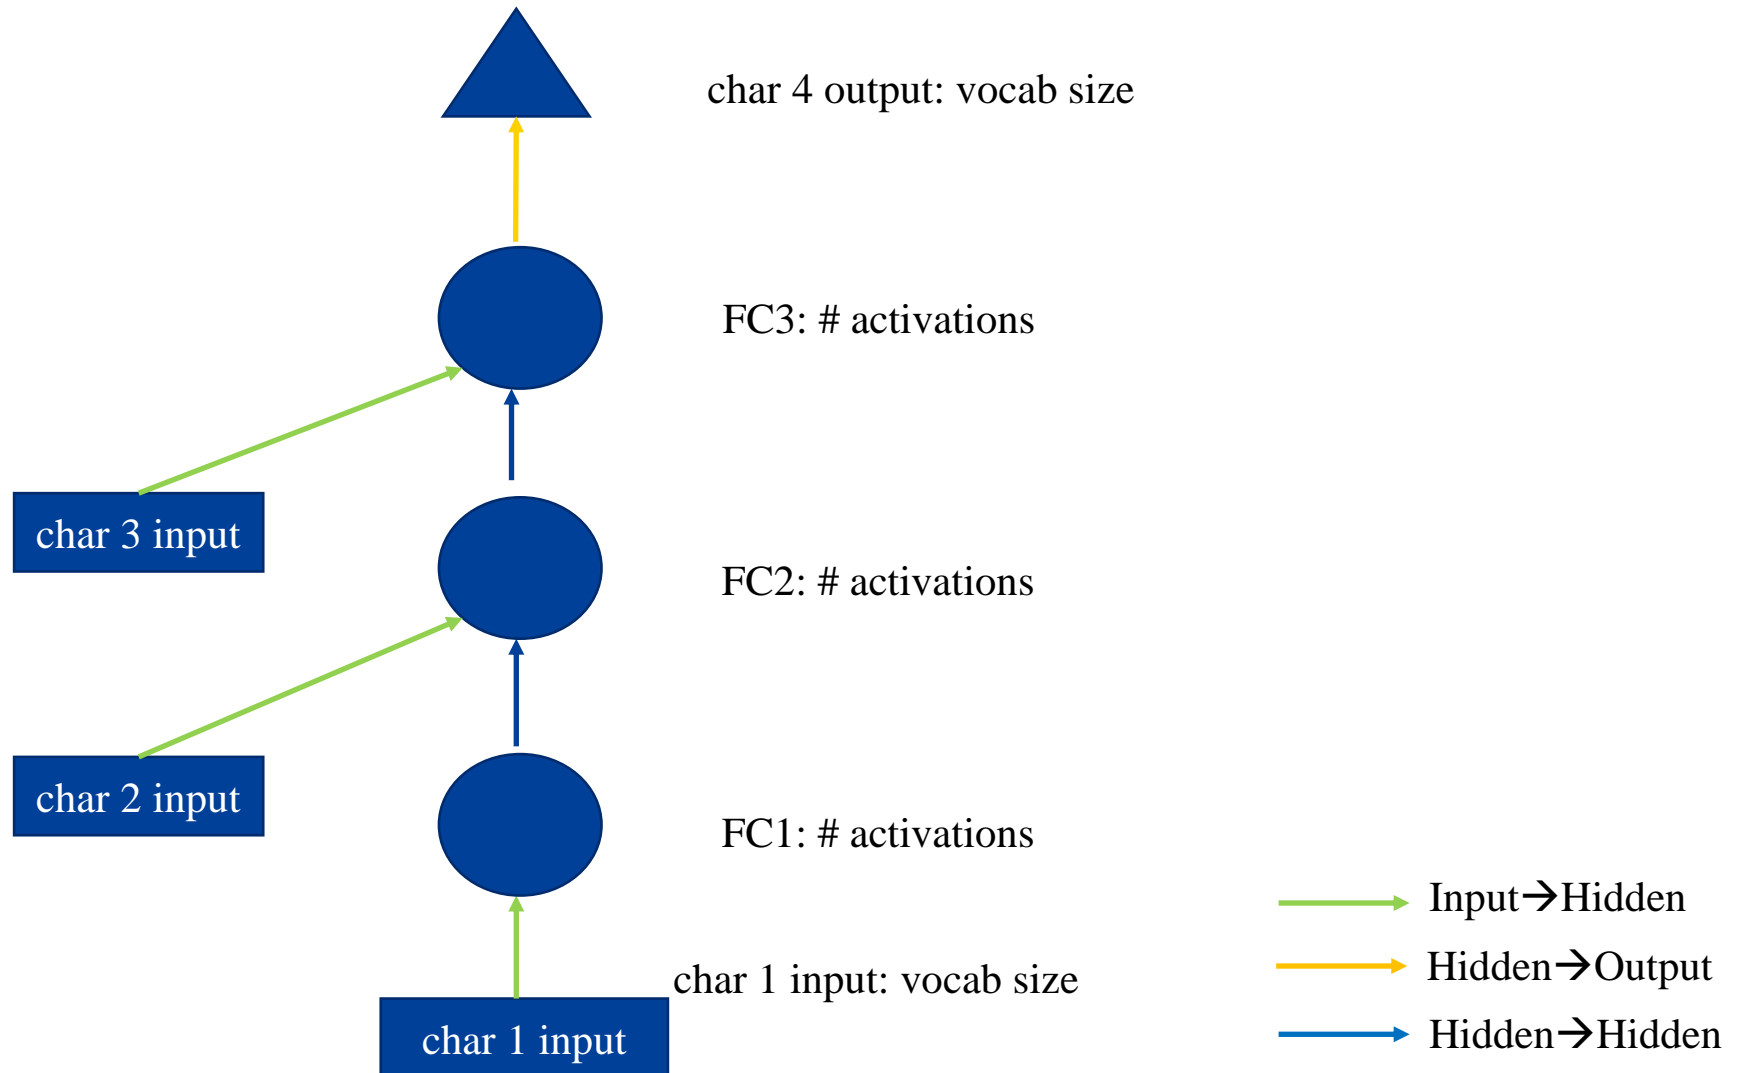 char 4 output: vocab size
FC3: # activations
char 3 input
FC2: # activations
char 2 input
FC1: # activations
char 1 input: vocab size
char 1 input
Input→Hidden
Hidden→Output
Hidden→Hidden